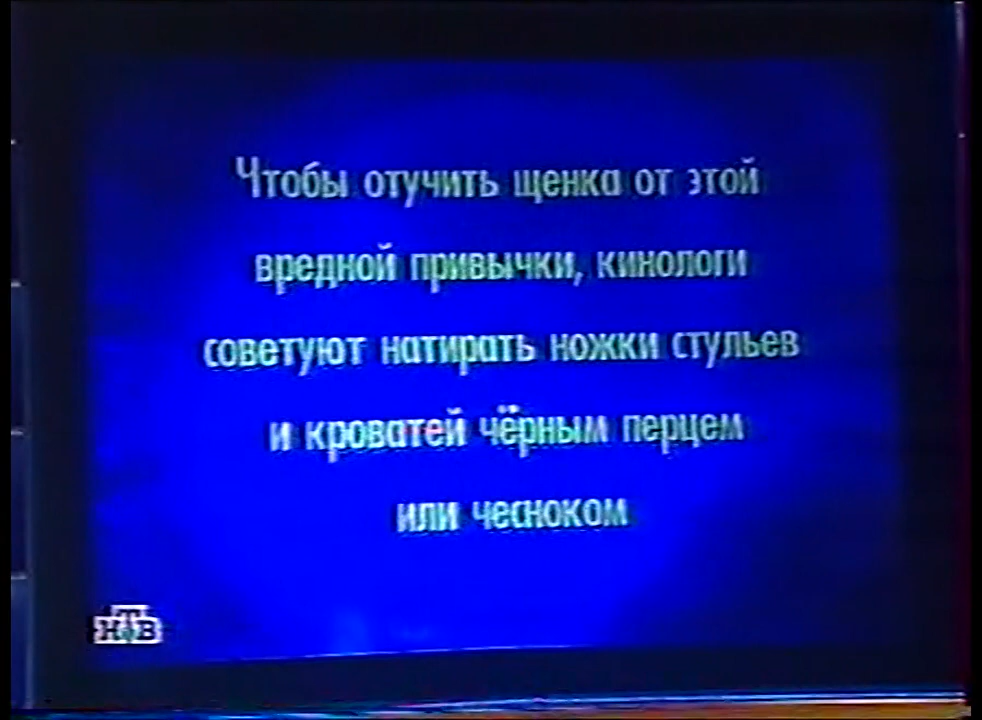 Чтобы отучить щенка от этой
вредной привычки, кинологи
советуют натирать ножки стульев
и кроватей чёрным перцем
или чесноком
НТВ